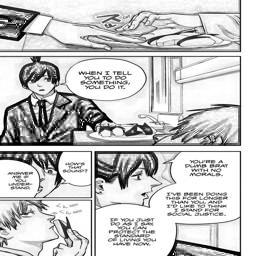 WHEN I TELL
YOU TO DO
SOMETHING,
YOU DO IT.
YOU'RE A
DUMB BRAT
WITH NO
MORALS.
I'VE BEEN DOING
THIS FOR LONGER
THAN YOU AND
I'D LIKE TO THINK
I STAND FOR
SOCIAL JUSTICE.
IF YOU JUST
DO AS I SAY,
YOU CAN
PROTECT THE
STANDARD
OF LIVING YOU
HAVE NOW.
HOW'S
THAT
SOUND?
ANSWER
ME IF
YOU
UNDER-
STAND.